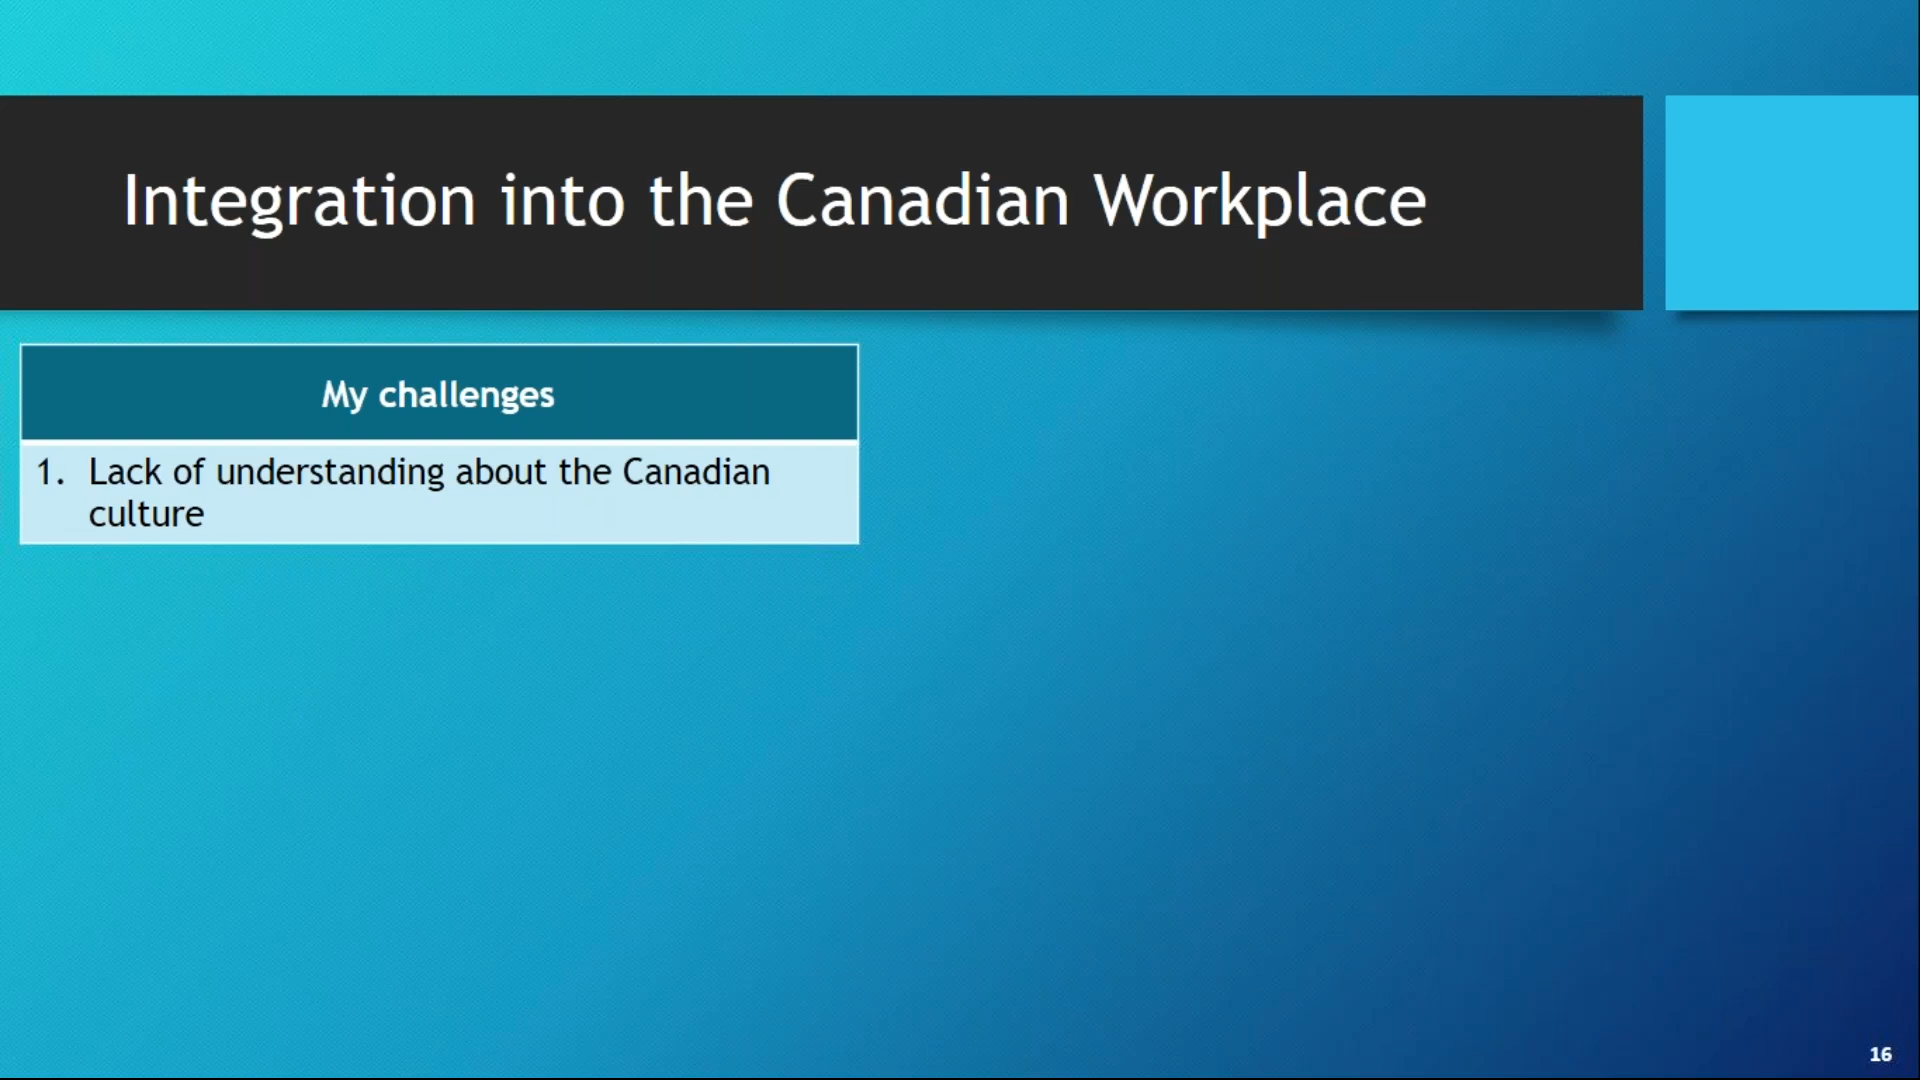 Integration into the Canadian Workplace
My challenges
1. Lack of understanding about the Canadian
culture
16